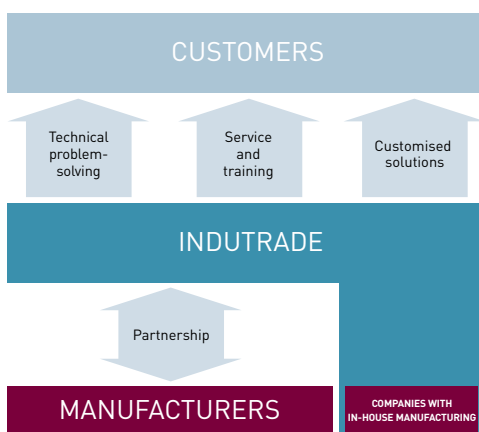 CUSTOMERS
Technical
problem-
solving
Service
and
training
Customised
solutions
INDUTRADE
Partnership
MANUFACTURERS
COMPANIES WITH
IN-HOUSE MANUFACTURING